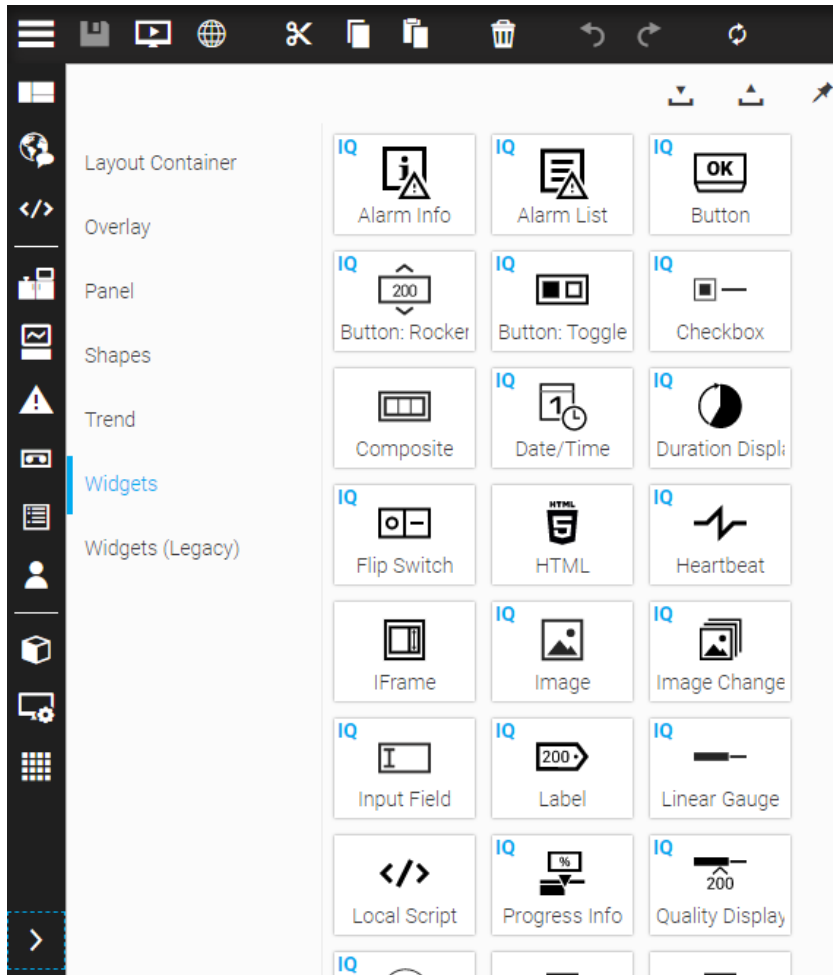 Layout Container
Overlay
Panel
Shapes
Trend
Widgets
Widgets (Legacy)
IQ IQ IQ
OK
Alarm Info Alarm List Button
IQ IQ IQ
200
Button: Rocker Button: Toggle Checkbox
IQ IQ
1
Composite Date/Time Duration Displa
IQ HTML IQ
5
Flip Switch HTML Heartbeat
IQ IQ
IFrame Image Image Change
IQ IQ IQ
200
Input Field Label Linear Gauge
IQ IQ
</> % 200
Local Script Progress Info Quality Display
IQ